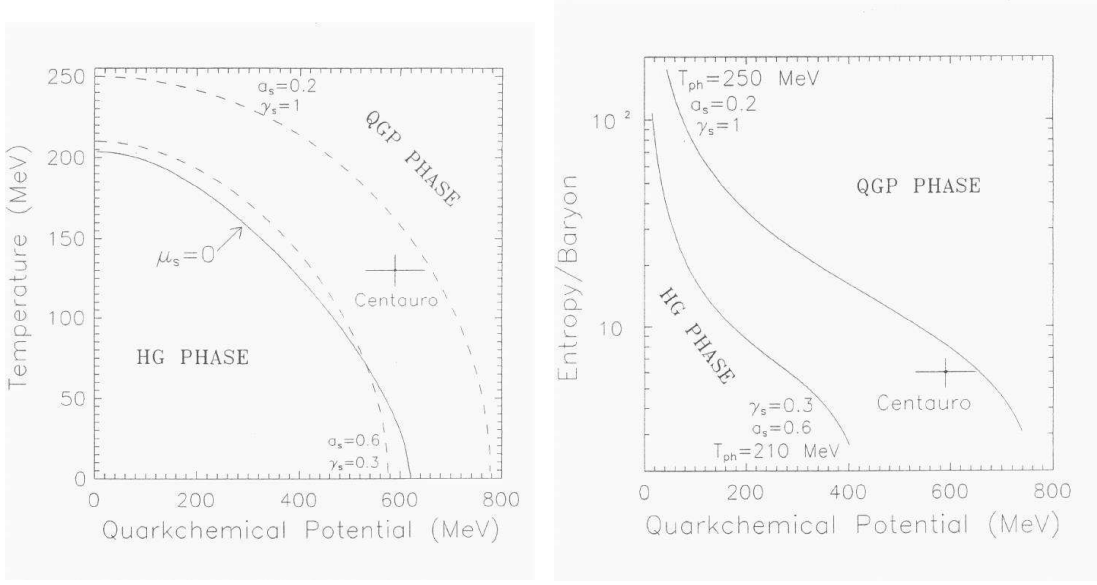 250
200
150
100
50
0
Temperature (MeV)
a_s=0.2
γ_s=1
QGP PHASE
μ_s=0
Centauro
HG PHASE
a_s=0.6
γ_s=0.3
0 200 400 600 800
Quarkchemical Potential (MeV)
10²
10
Entropy/Baryon
T_ph=250 MeV
a_s=0.2
γ_s=1
QGP PHASE
HG PHASE
γ_s=0.3
a_s=0.6
T_ph=210 MeV
Centauro
0 200 400 600 800
Quarkchemical Potential (MeV)